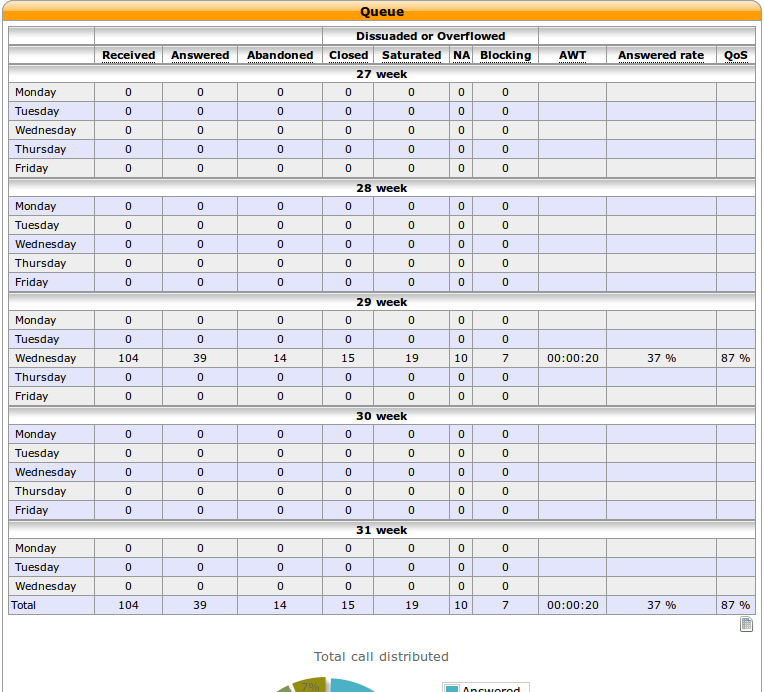 Queue
Dissuaded or Overflowed
Received Answered Abandoned Closed Saturated NA Blocking AWT Answered rate QoS
27 week
Monday 0 0 0 0 0 0 0
Tuesday 0 0 0 0 0 0 0
Wednesday 0 0 0 0 0 0 0
Thursday 0 0 0 0 0 0 0
Friday 0 0 0 0 0 0 0
28 week
Monday 0 0 0 0 0 0 0
Tuesday 0 0 0 0 0 0 0
Wednesday 0 0 0 0 0 0 0
Thursday 0 0 0 0 0 0 0
Friday 0 0 0 0 0 0 0
29 week
Monday 0 0 0 0 0 0 0
Tuesday 0 0 0 0 0 0 0
Wednesday 104 39 14 15 19 10 7 00:00:20 37 % 87 %
Thursday 0 0 0 0 0 0 0
Friday 0 0 0 0 0 0 0
30 week
Monday 0 0 0 0 0 0 0
Tuesday 0 0 0 0 0 0 0
Wednesday 0 0 0 0 0 0 0
Thursday 0 0 0 0 0 0 0
Friday 0 0 0 0 0 0 0
31 week
Monday 0 0 0 0 0 0 0
Tuesday 0 0 0 0 0 0 0
Wednesday 0 0 0 0 0 0 0
Total 104 39 14 15 19 10 7 00:00:20 37 % 87 %
Total call distributed
7%
Answered